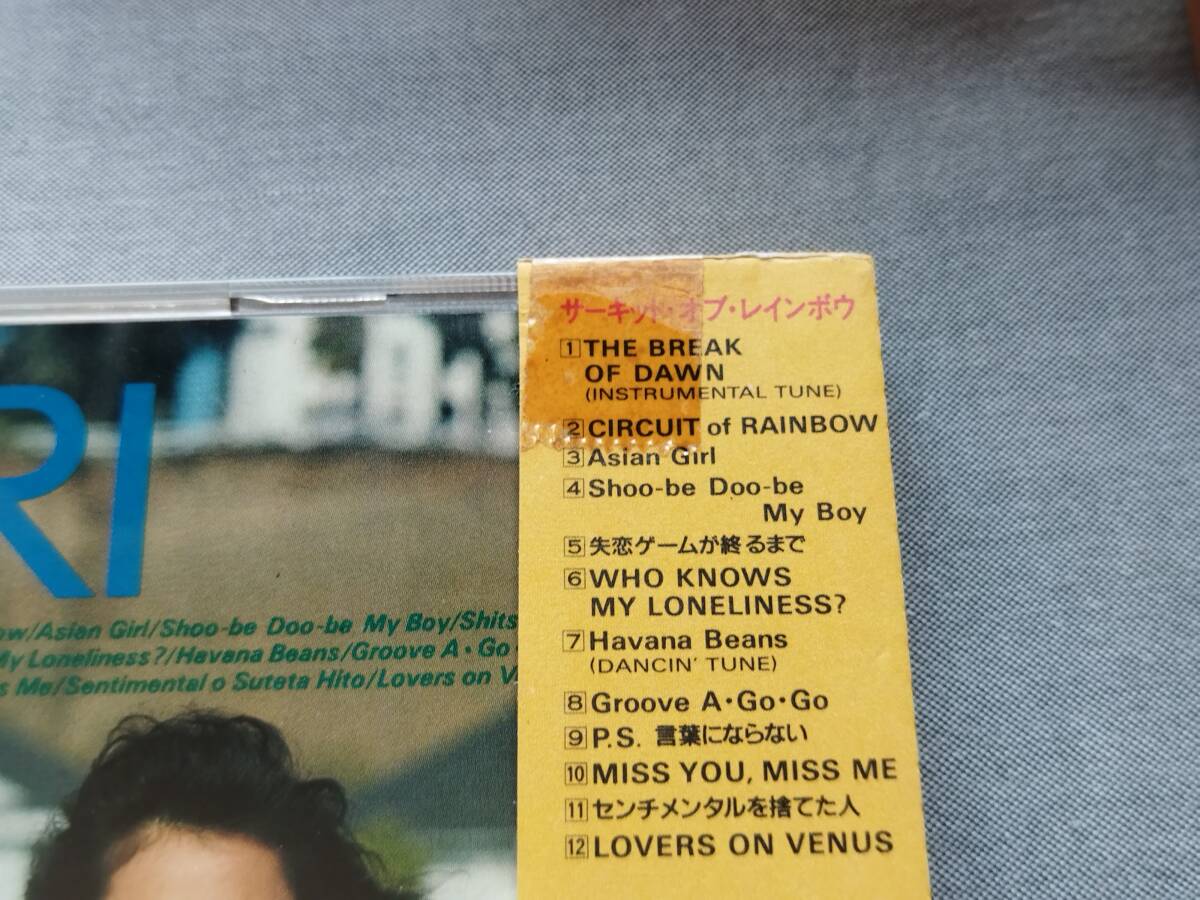 RI
ow/Asian Girl/Shoo-be Doo-be My Boy/Shits
My Loneliness?/Havana Beans/Groove A・Go・
s Me/Sentimental o Suteta Hito/Lovers on V
サーキット・オブ・レインボウ
1 THE BREAK
OF DAWN
(INSTRUMENTAL TUNE)
2 CIRCUIT of RAINBOW
3 Asian Girl
4 Shoo-be Doo-be
My Boy
5 失恋ゲームが終るまで
6 WHO KNOWS
MY LONELINESS?
7 Havana Beans
(DANCIN' TUNE)
8 Groove A・Go・Go
9 P.S. 言葉にならない
10 MISS YOU, MISS ME
11 センチメンタルを捨てた人
12 LOVERS ON VENUS